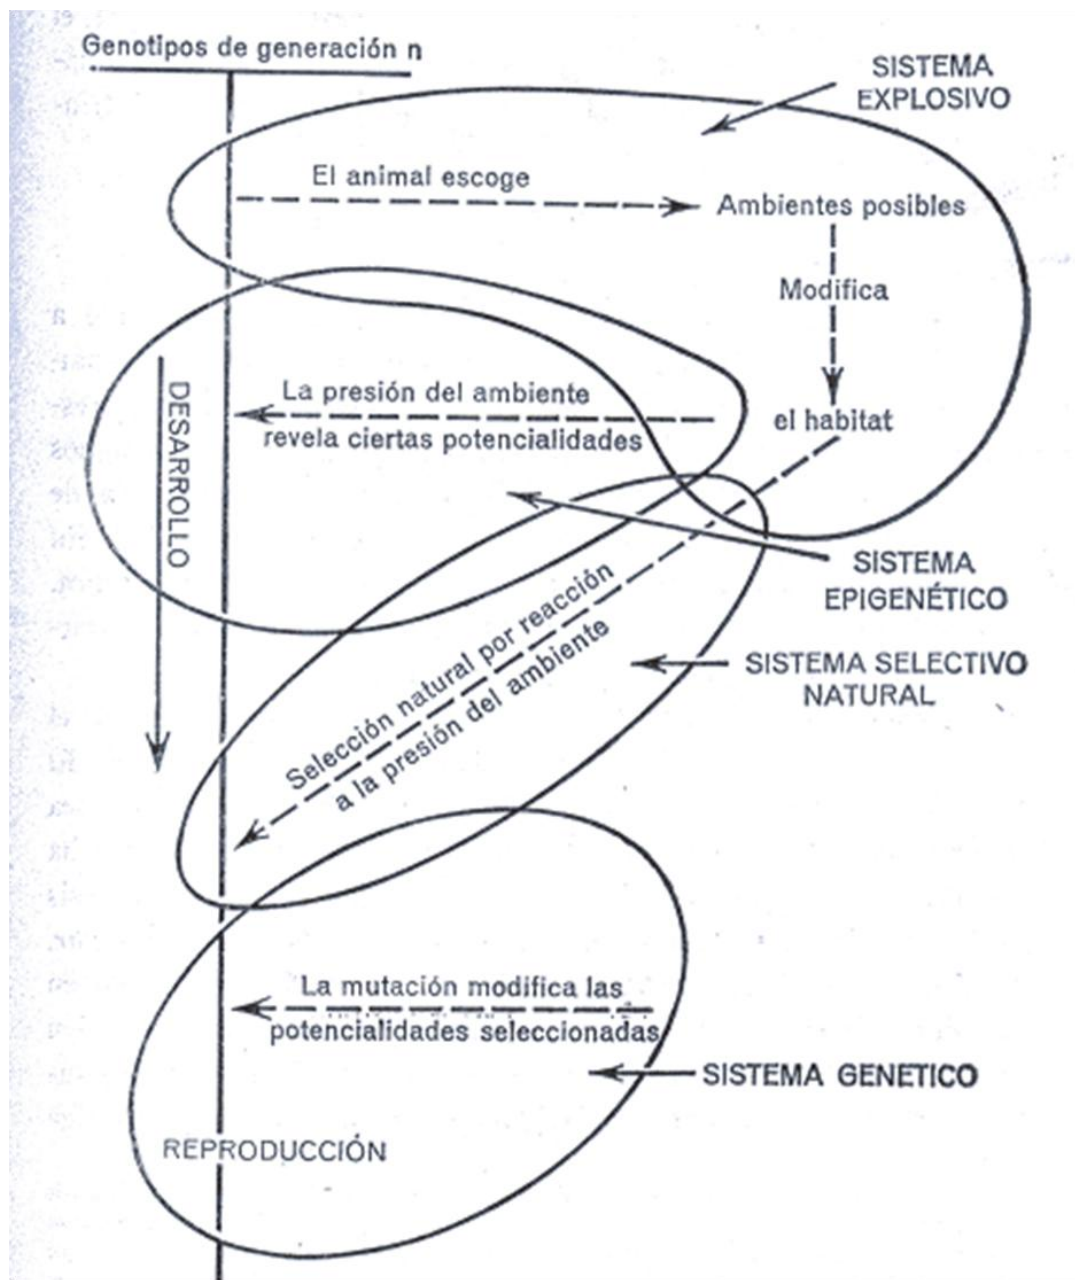 Genotipos de generación n
SISTEMA
EXPLOSIVO
El animal escoge
Ambientes posibles
Modifica
el habitat
La presión del ambiente
revela ciertas potencialidades
DESARROLLO
SISTEMA
EPIGENÉTICO
Selección natural por reacción
a la presión del ambiente
SISTEMA SELECTIVO
NATURAL
La mutación modifica las
potencialidades seleccionadas
SISTEMA GENETICO
REPRODUCCIÓN